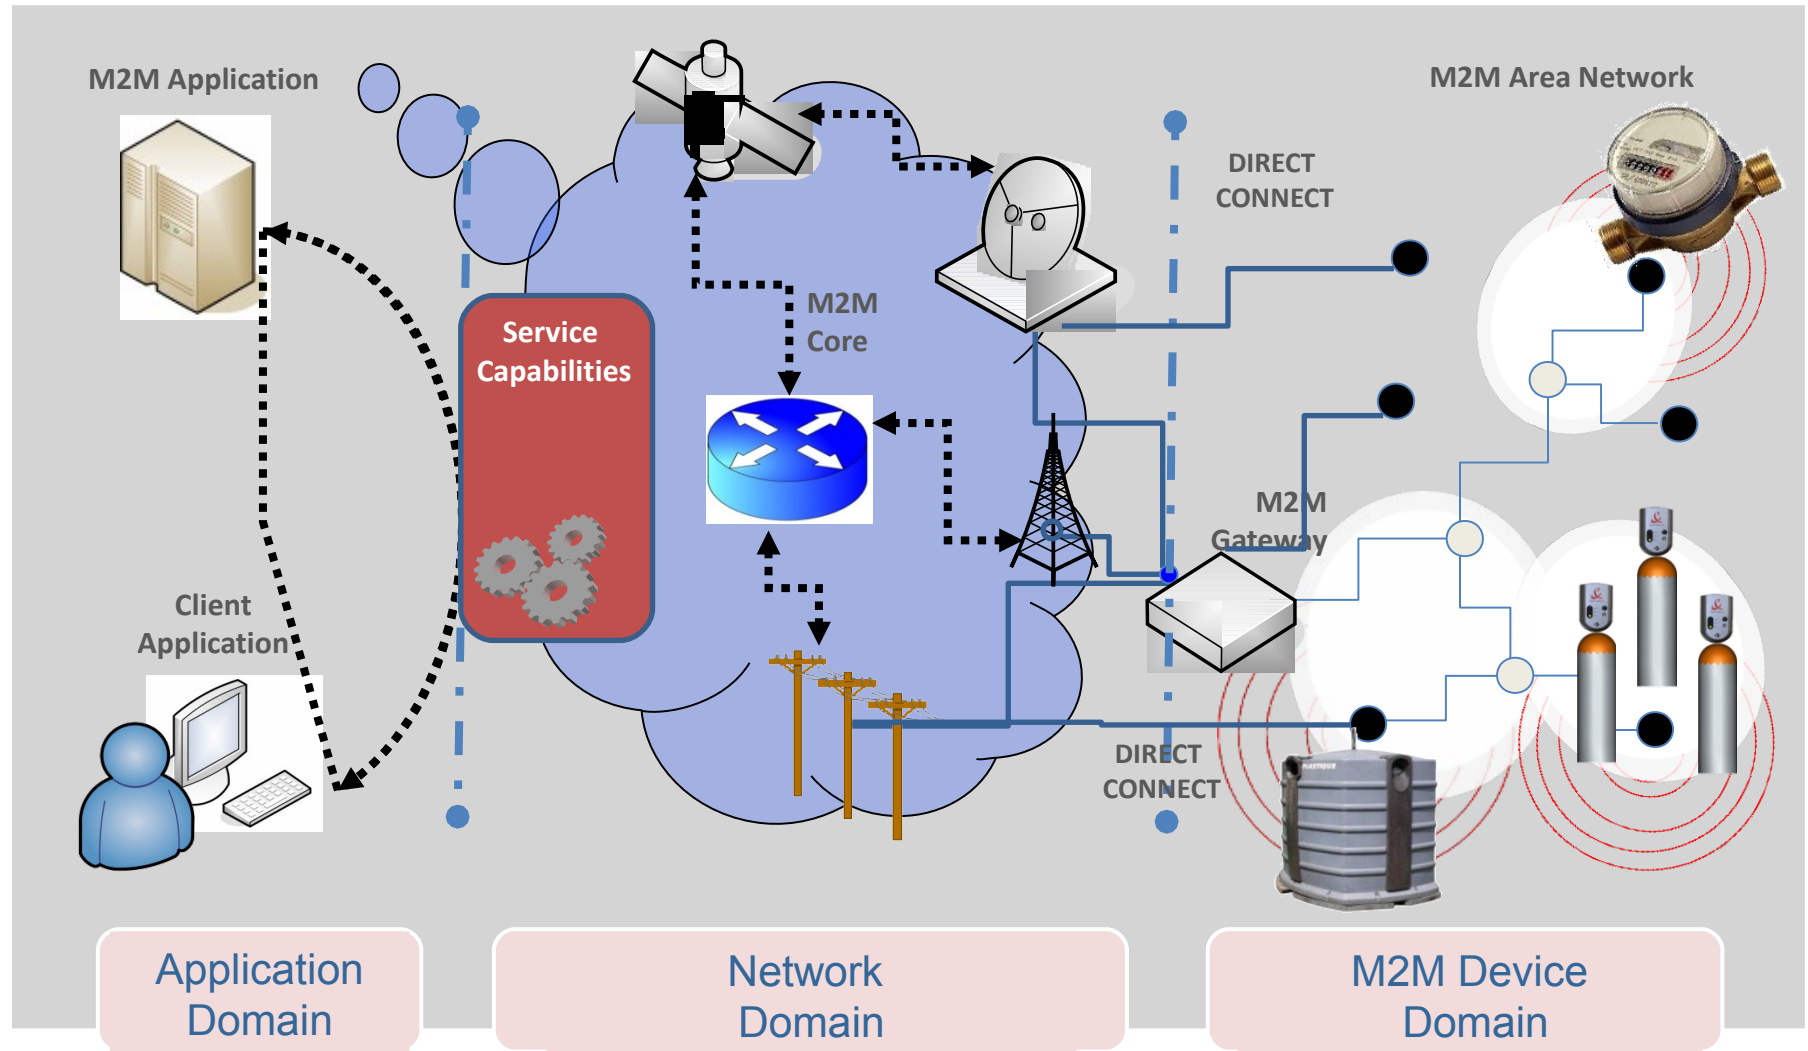 M2M Application
M2M Area Network
DIRECT
CONNECT
M2M
Core
Service
Capabilities
M2M
Gateway
Client
Application
DIRECT
CONNECT
PLASTIQUE
Application
Domain
Network
Domain
M2M Device
Domain